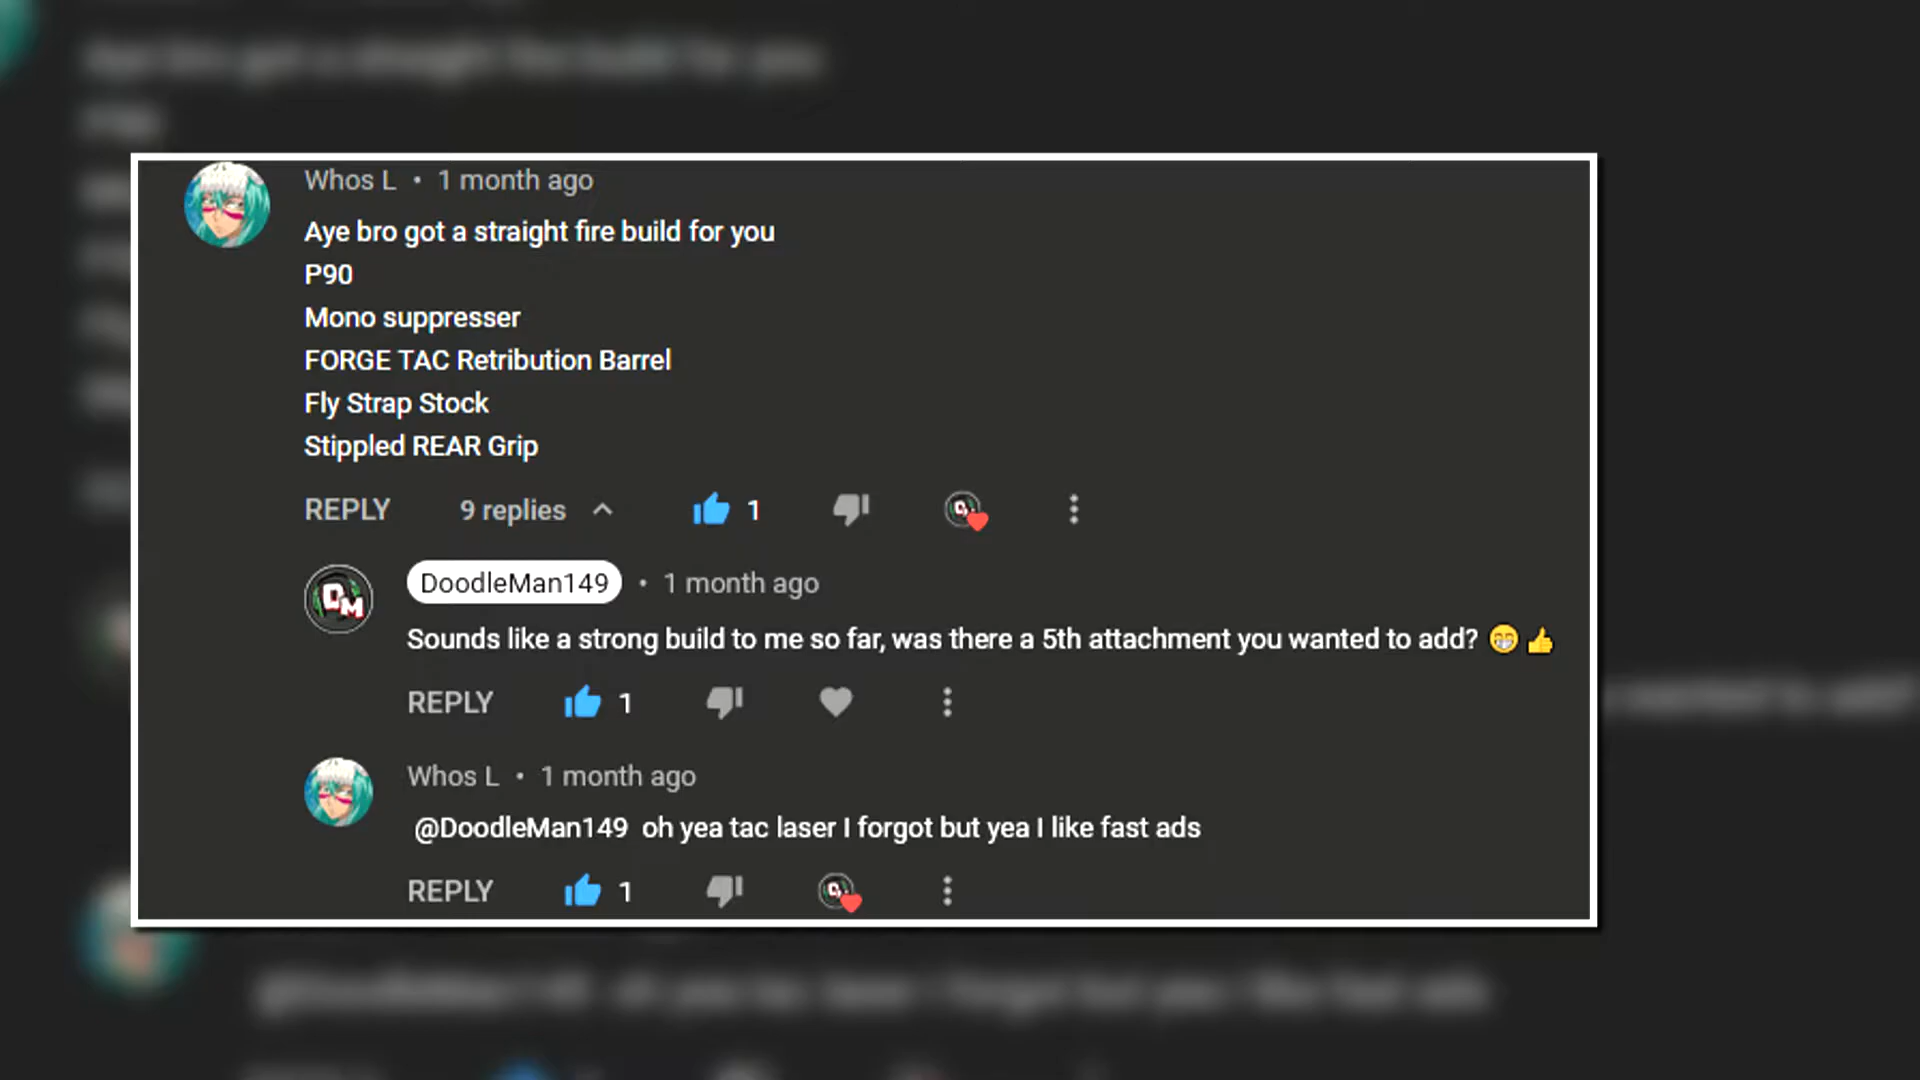 Whos L • 1 month ago
Aye bro got a straight fire build for you
P90
Mono suppresser
FORGE TAC Retribution Barrel
Fly Strap Stock
Stippled REAR Grip
REPLY 9 replies 1
DoodleMan149 • 1 month ago
Sounds like a strong build to me so far, was there a 5th attachment you wanted to add? 😁 👍
REPLY 1
Whos L • 1 month ago
@DoodleMan149 oh yea tac laser I forgot but yea I like fast ads
REPLY 1